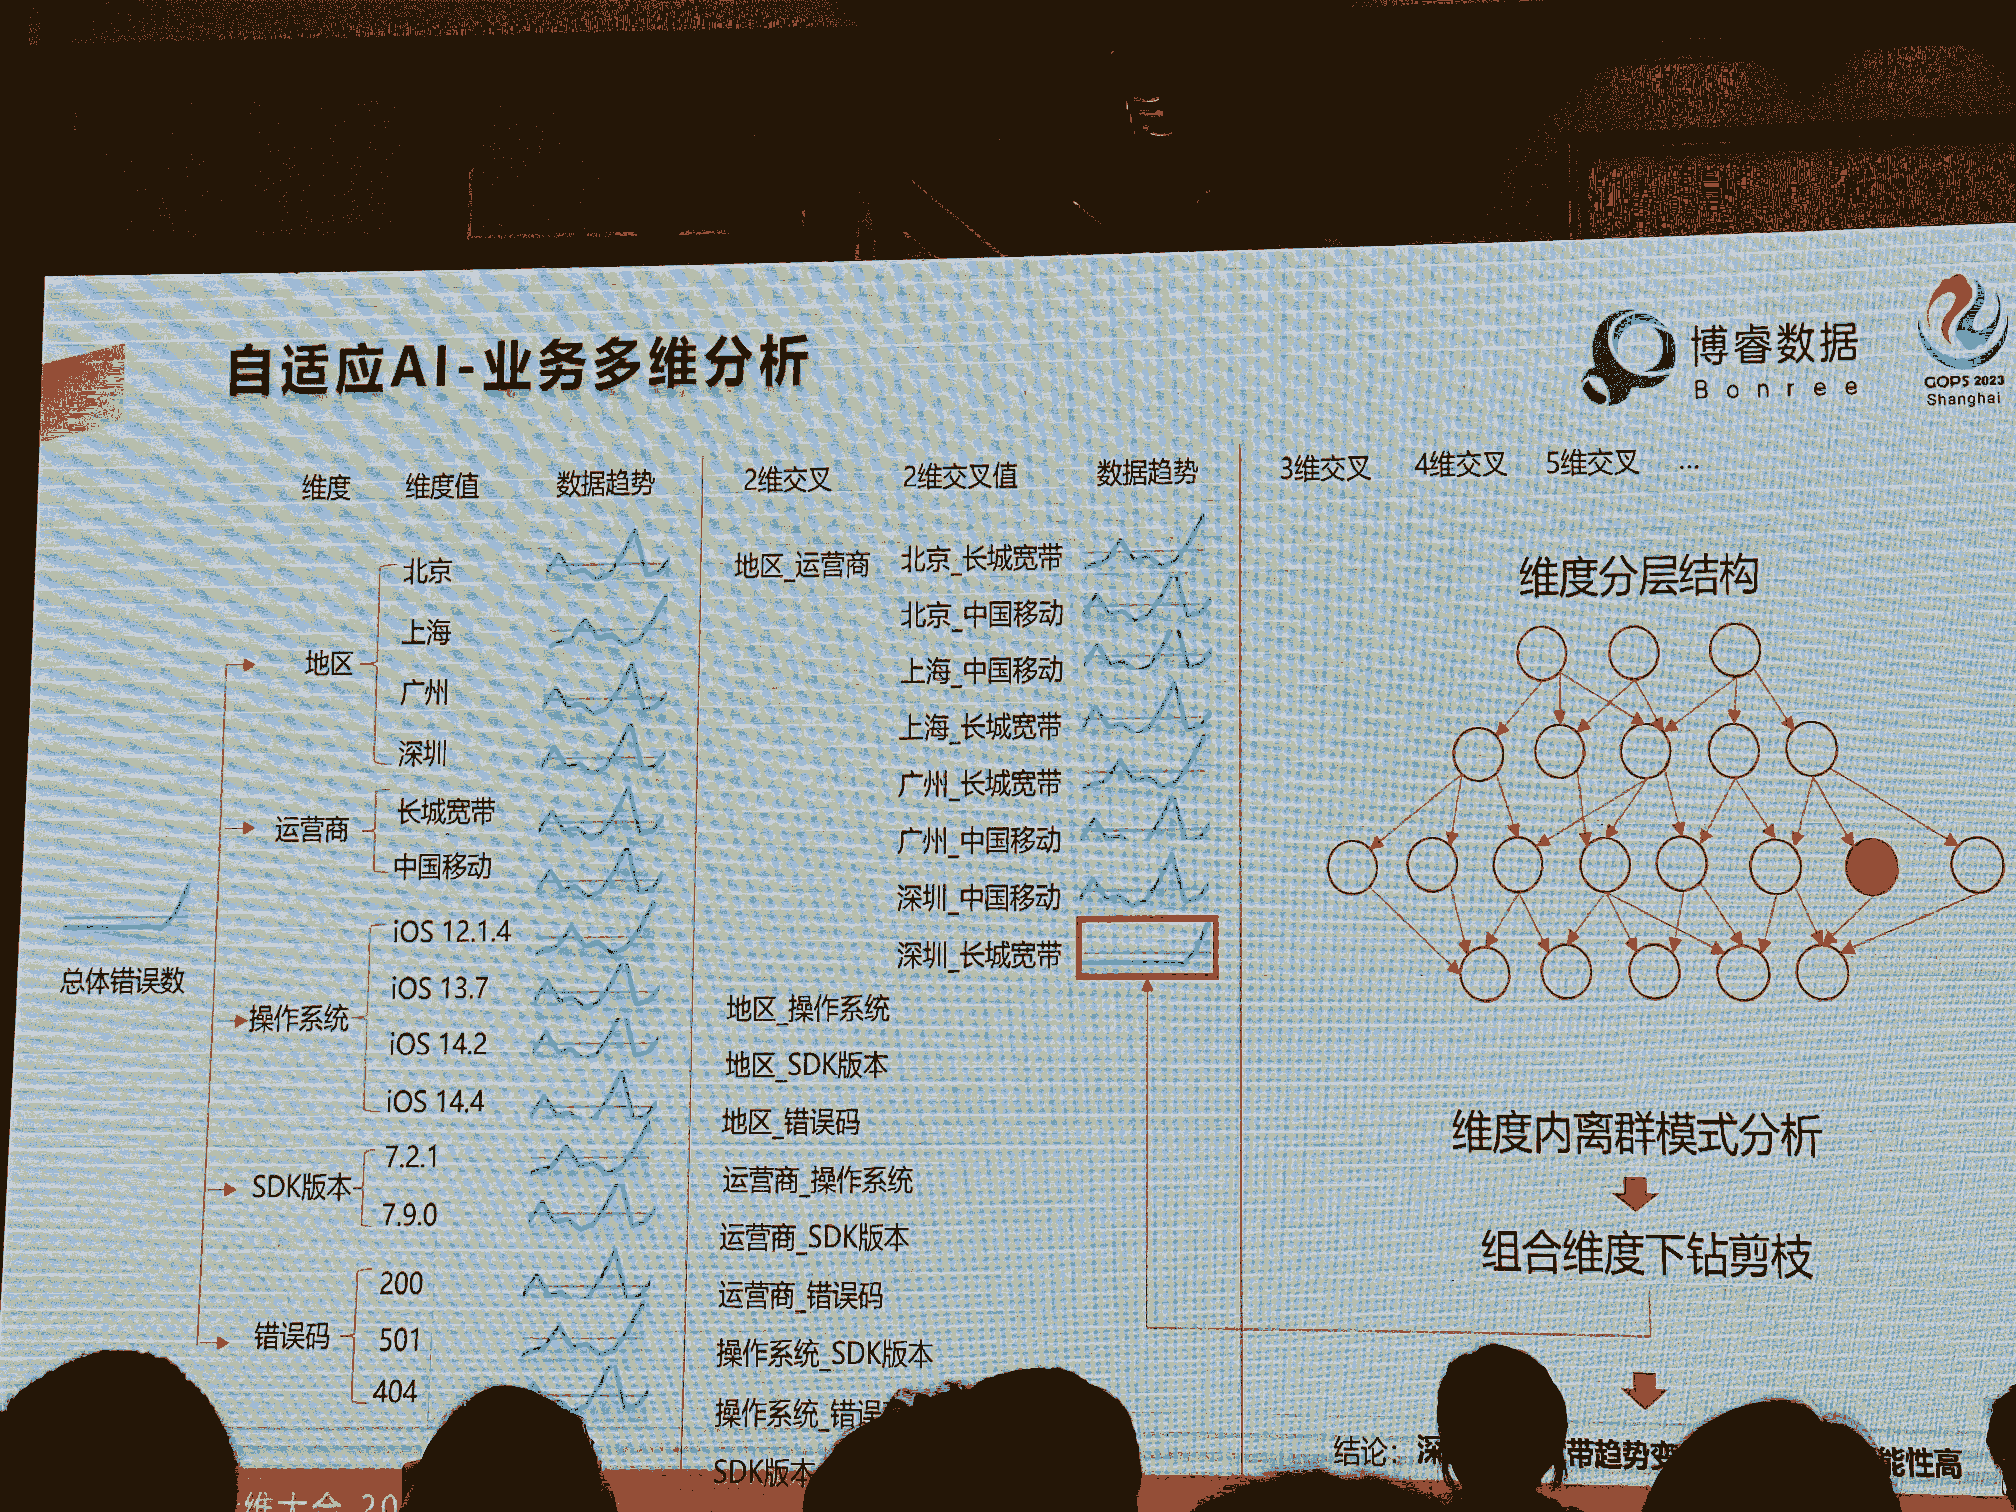 自适应AI-业务多维分析
博睿数据
Bonree
GOPS 2023
Shanghai
维度 维度值 数据趋势 2维交叉 2维交叉值 数据趋势 3维交叉 4维交叉 5维交叉 ...
总体错误数
地区
北京
上海
广州
深圳
运营商
长城宽带
中国移动
操作系统
iOS 12.1.4
iOS 13.7
iOS 14.2
iOS 14.4
SDK版本
7.2.1
7.9.0
错误码
200
501
404
地区_运营商
北京_长城宽带
北京_中国移动
上海_中国移动
上海_长城宽带
广州_长城宽带
广州_中国移动
深圳_中国移动
深圳_长城宽带
地区_操作系统
地区_SDK版本
地区_错误码
运营商_操作系统
运营商_SDK版本
运营商_错误码
操作系统_SDK版本
操作系统_错误
SDK版本
维度分层结构
维度内离群模式分析
组合维度下钻剪枝
结论：深 带趋势变 能性高
维大会 20